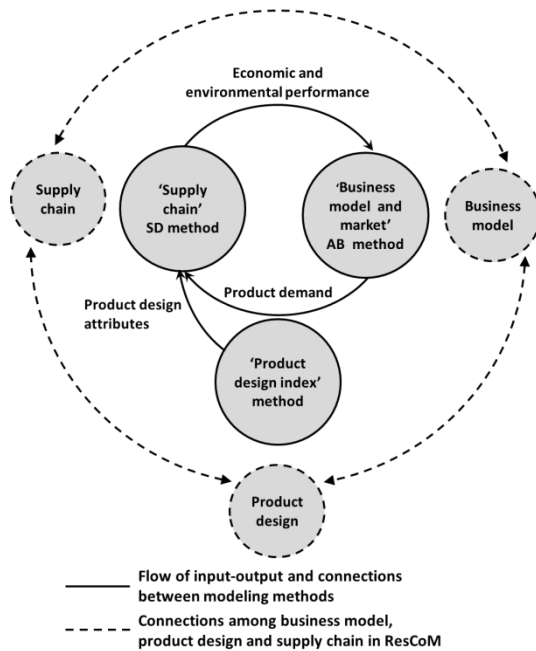 Economic and
environmental performance
Supply
chain
'Supply
chain'
SD method
'Business
model and
market'
AB method
Business
model
Product design
attributes
Product demand
'Product
design index'
method
Product
design
Flow of input-output and connections
between modeling methods
Connections among business model,
product design and supply chain in ResCoM